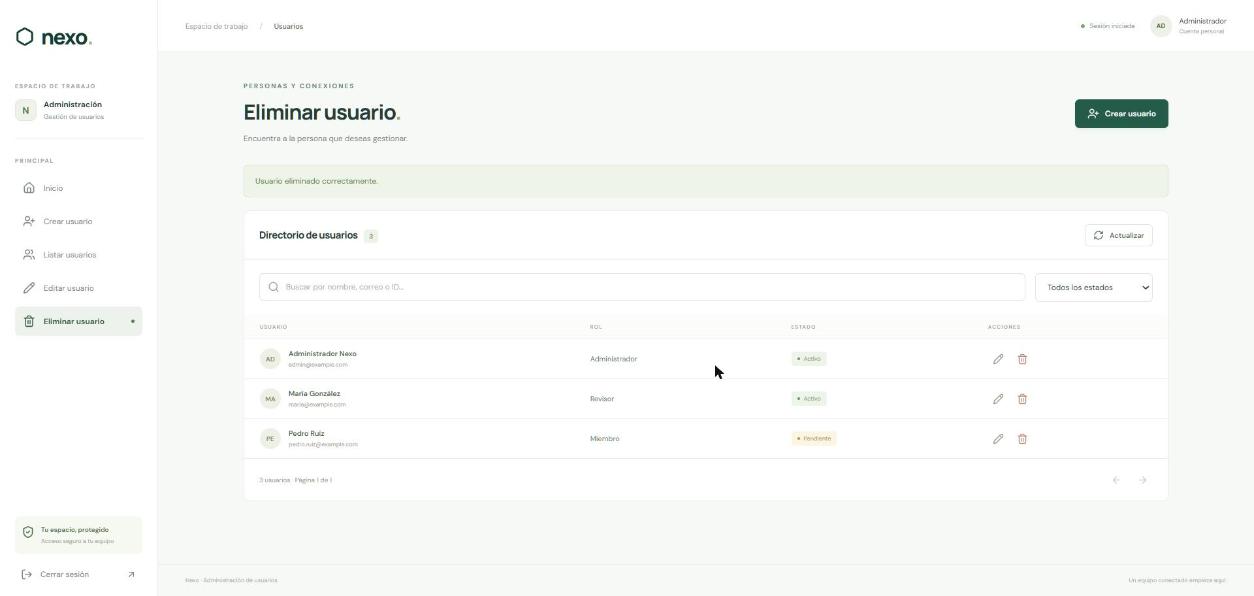 nexo.
ESPACIO DE TRABAJO
N
Administración
Gestión de usuarios
PRINCIPAL
Inicio
Crear usuario
Listar usuarios
Editar usuario
Eliminar usuario
Tu espacio, protegido
Acceso seguro a tu equipo
Cerrar sesión
Espacio de trabajo / Usuarios
Sesión iniciada
AD
Administrador
Cuenta personal
PERSONAS Y CONEXIONES
Eliminar usuario.
Encuentra a la persona que deseas gestionar.
Crear usuario
Usuario eliminado correctamente.
Directorio de usuarios 3
Actualizar
Buscar por nombre, correo o ID...
Todos los estados
USUARIO ROL ESTADO ACCIONES
AD Administrador Nexo Administrador Activo
admin@example.com
MA María González Revisor Activo
maria@example.com
PE Pedro Ruiz Miembro Pendiente
pedro.ruiz@example.com
3 usuarios · Página 1 de 1
Nexo · Administración de usuarios
Un equipo conectado empieza aquí.